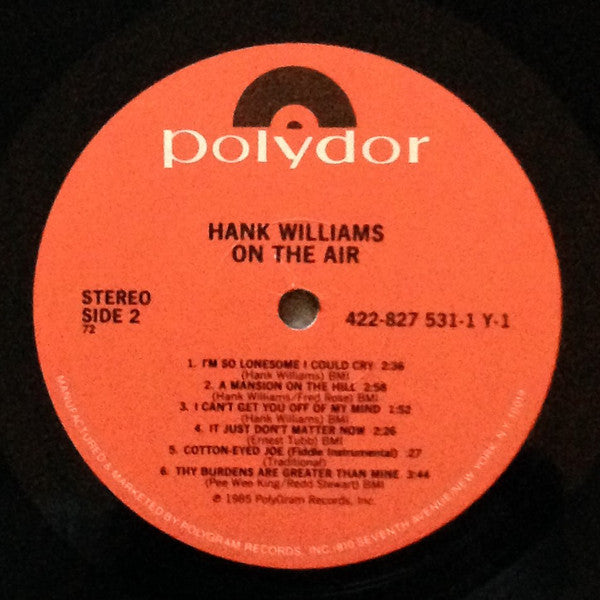 polydor
HANK WILLIAMS
ON THE AIR
STEREO
SIDE 2
72
422-827 531-1 Y-1
1. I'M SO LONESOME I COULD CRY 2:36
(Hank Williams) BMI
2. A MANSION ON THE HILL 2:58
(Hank Williams/Fred Rose) BMI
3. I CAN'T GET YOU OFF OF MY MIND 1:52
(Hank Williams) BMI
4. IT JUST DON'T MATTER NOW 2:26
(Ernest Tubb) BMI
5. COTTON-EYED JOE (Fiddle Instrumental) :27
(Traditional)
6. THY BURDENS ARE GREATER THAN MINE 3:44
(Pee Wee King/Redd Stewart) BMI
℗ 1985 PolyGram Records, Inc.
MANUFACTURED & MARKETED BY POLYGRAM RECORDS, INC./810 SEVENTH AVENUE/NEW YORK, N.Y. 10019